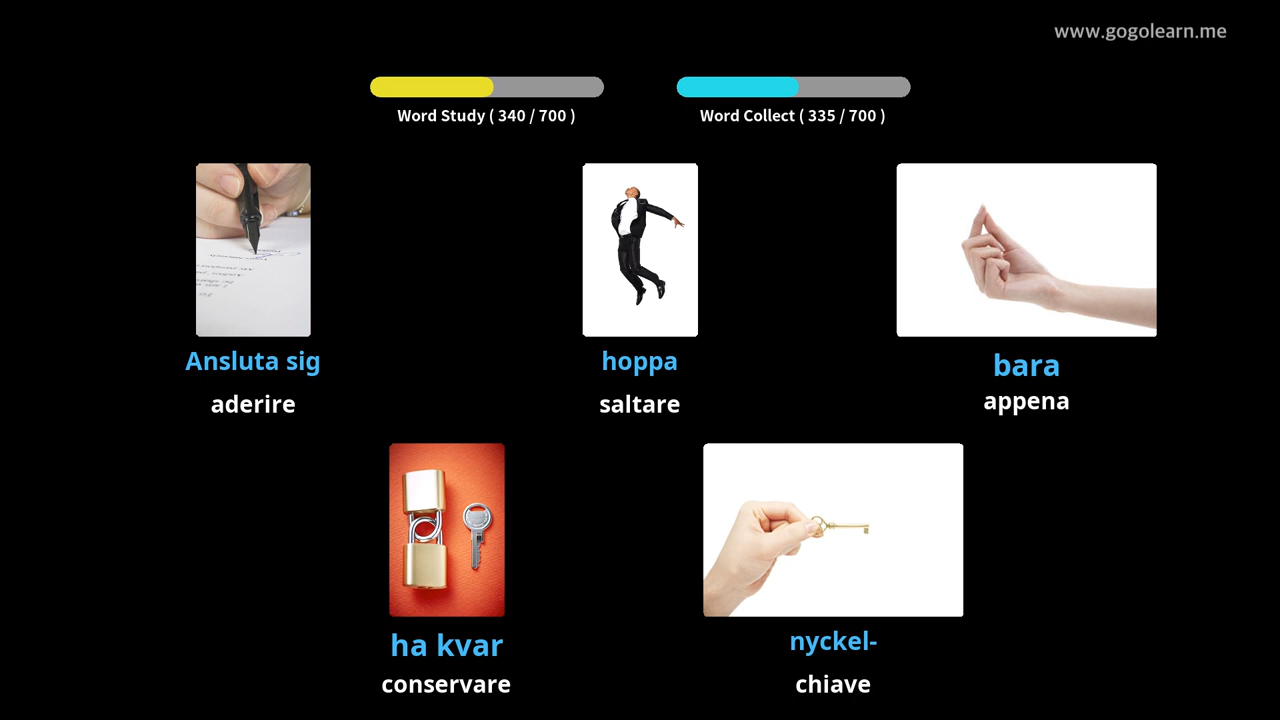 www.gogolearn.me
Word Study ( 340 / 700 )
Word Collect ( 335 / 700 )
Ansluta sig
aderire
hoppa
saltare
bara
appena
ha kvar
conservare
nyckel-
chiave